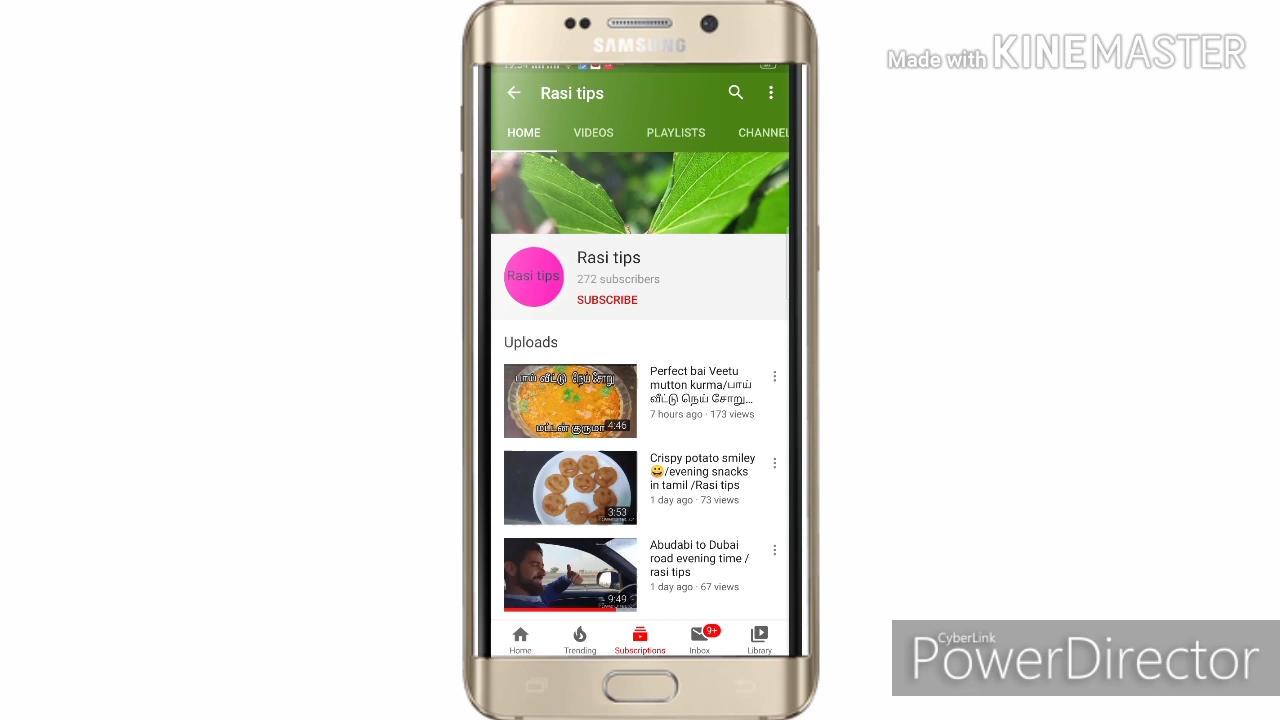 SAMSUNG
Made with KINEMASTER
Rasi tips
HOME VIDEOS PLAYLISTS CHANNEL
Rasi tips
Rasi tips
272 subscribers
SUBSCRIBE
Uploads
பாய் வீட்டு நெய் சோறு
மட்டன் குருமா
4:46
Perfect bai Veetu
mutton kurma/பாய்
வீட்டு நெய் சோறு...
7 hours ago · 173 views
3:53
Crispy potato smiley
😀/evening snacks
in tamil /Rasi tips
1 day ago · 73 views
9:49
Abudabi to Dubai
road evening time /
rasi tips
1 day ago · 67 views
9+
Home Trending Subscriptions Inbox Library
CyberLink
PowerDirector